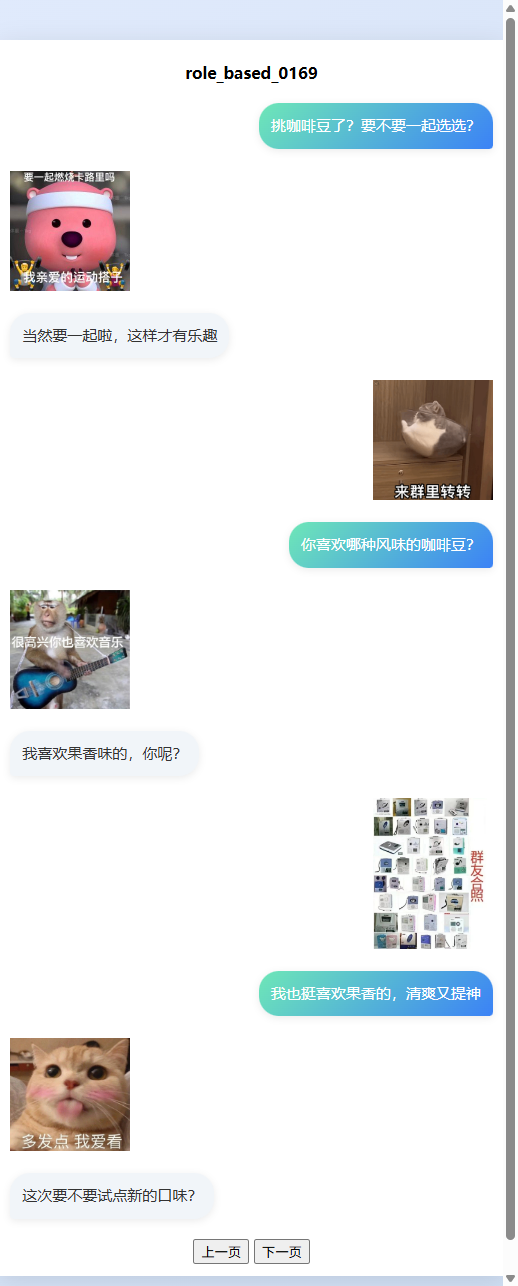 role_based_0169
挑咖啡豆了？要不要一起选选？
要一起燃烧卡路里吗
我亲爱的运动搭子
当然要一起啦，这样才有乐趣
来群里转转
你喜欢哪种风味的咖啡豆？
很高兴你也喜欢音乐
我喜欢果香味的，你呢？
群友合照
我也挺喜欢果香的，清爽又提神
多发点 我爱看
这次要不要试点新的口味？
上一页 下一页